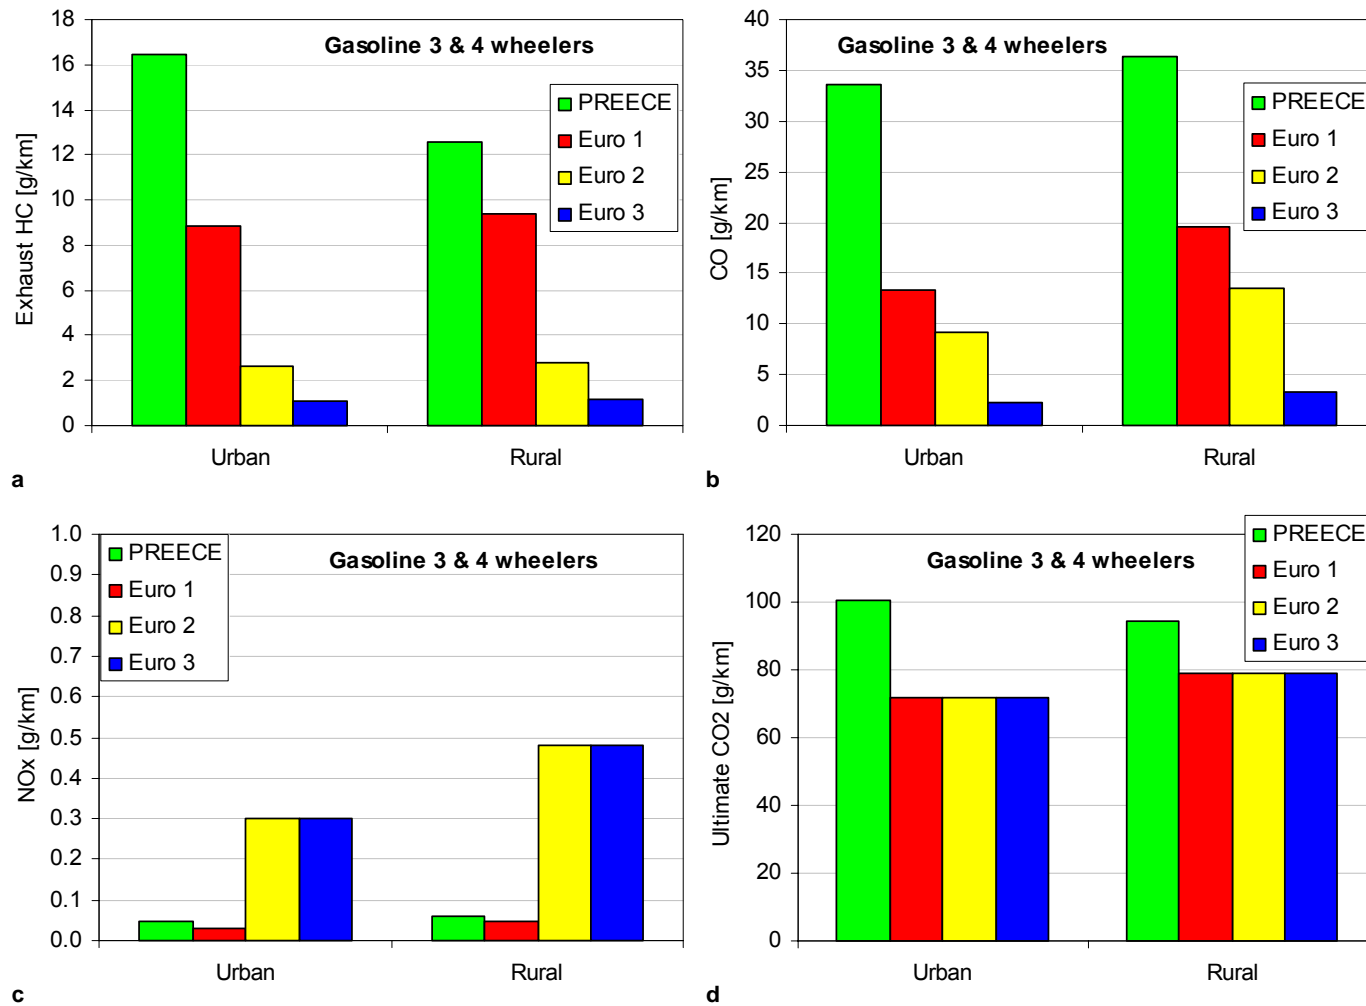 Gasoline 3 & 4 wheelers
Exhaust HC [g/km]
18
16
14
12
10
8
6
4
2
0
PREECE
Euro 1
Euro 2
Euro 3
Urban
Rural
a
Gasoline 3 & 4 wheelers
CO [g/km]
40
35
30
25
20
15
10
5
0
PREECE
Euro 1
Euro 2
Euro 3
Urban
Rural
b
Gasoline 3 & 4 wheelers
NOx [g/km]
1.0
0.9
0.8
0.7
0.6
0.5
0.4
0.3
0.2
0.1
0.0
PREECE
Euro 1
Euro 2
Euro 3
Urban
Rural
c
Gasoline 3 & 4 wheelers
Ultimate CO2 [g/km]
120
100
80
60
40
20
0
PREECE
Euro 1
Euro 2
Euro 3
Urban
Rural
d